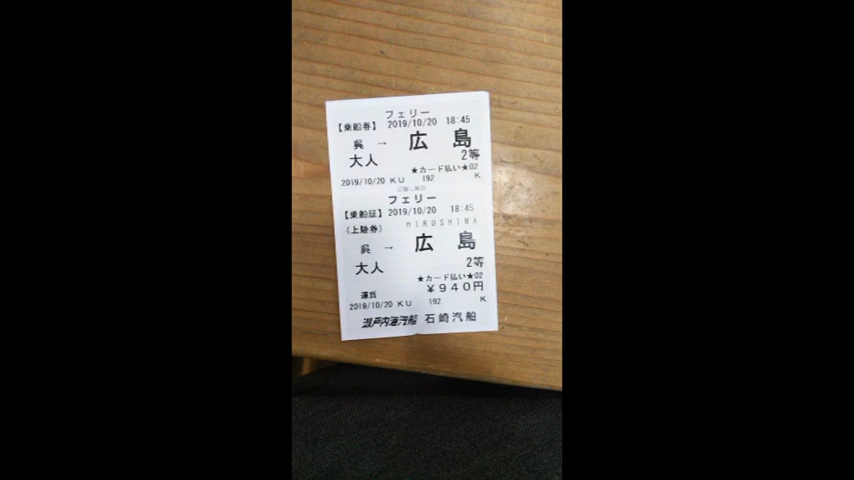 フェリー
【乗船券】 2019/10/20 18:45
呉 → 広島
大人 2等
★カード払い★02
2019/10/20 KU 192 K
フェリー
【乗船証】 2019/10/20 18:45
(上陸券) HIROSHIMA
呉 → 広島
大人 2等
★カード払い★02
運賃 ¥940円
2019/10/20 KU 192 K
瀬戸内海汽船 石崎汽船